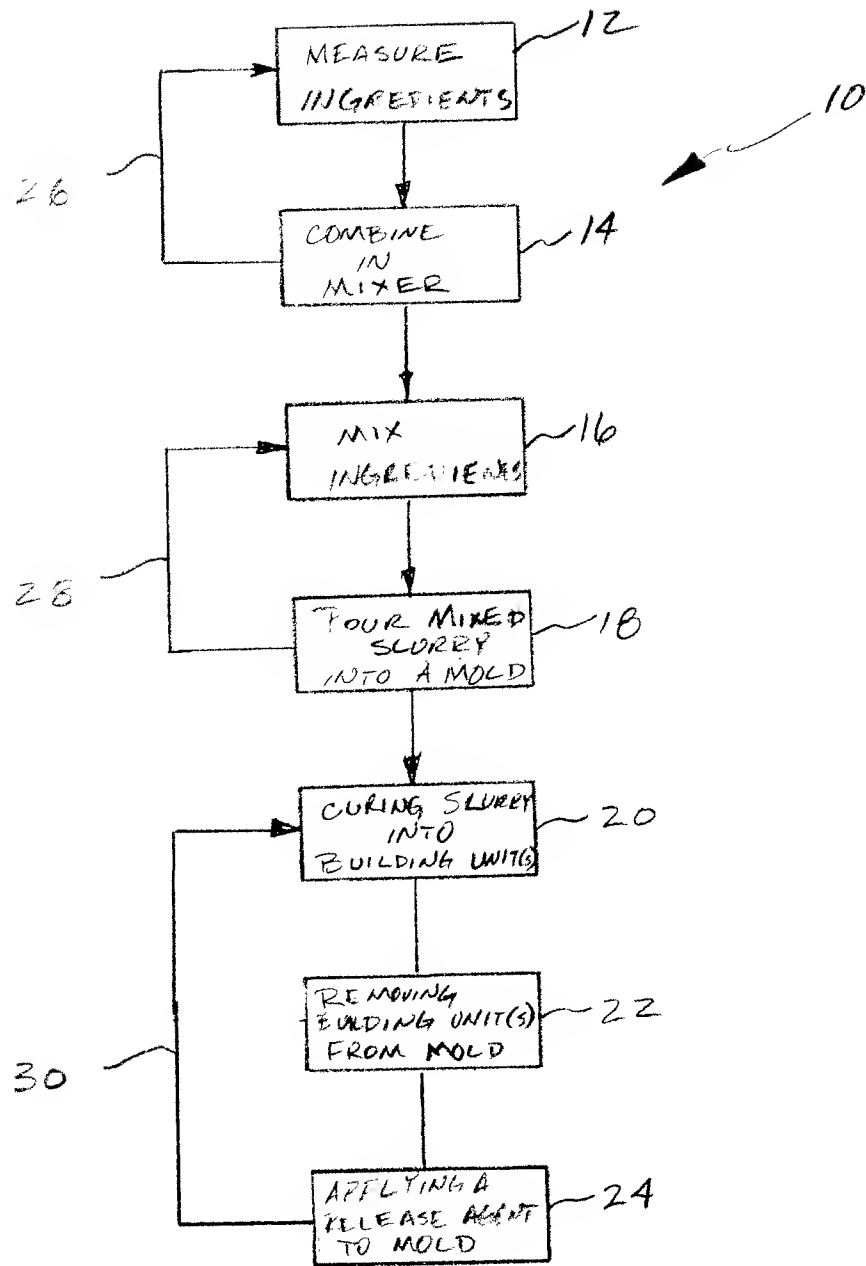 12
MEASURE
INGREDIENTS
10
26
14
COMBINE
IN
MIXER
16
MIX
INGREDIENTS
28
18
POUR MIXED
SLURRY
INTO A MOLD
CURING SLURRY
INTO
BUILDING UNIT(S)
20
REMOVING
BUILDING UNIT(S)
FROM MOLD
22
30
APPLYING A
RELEASE AGENT
TO MOLD
24